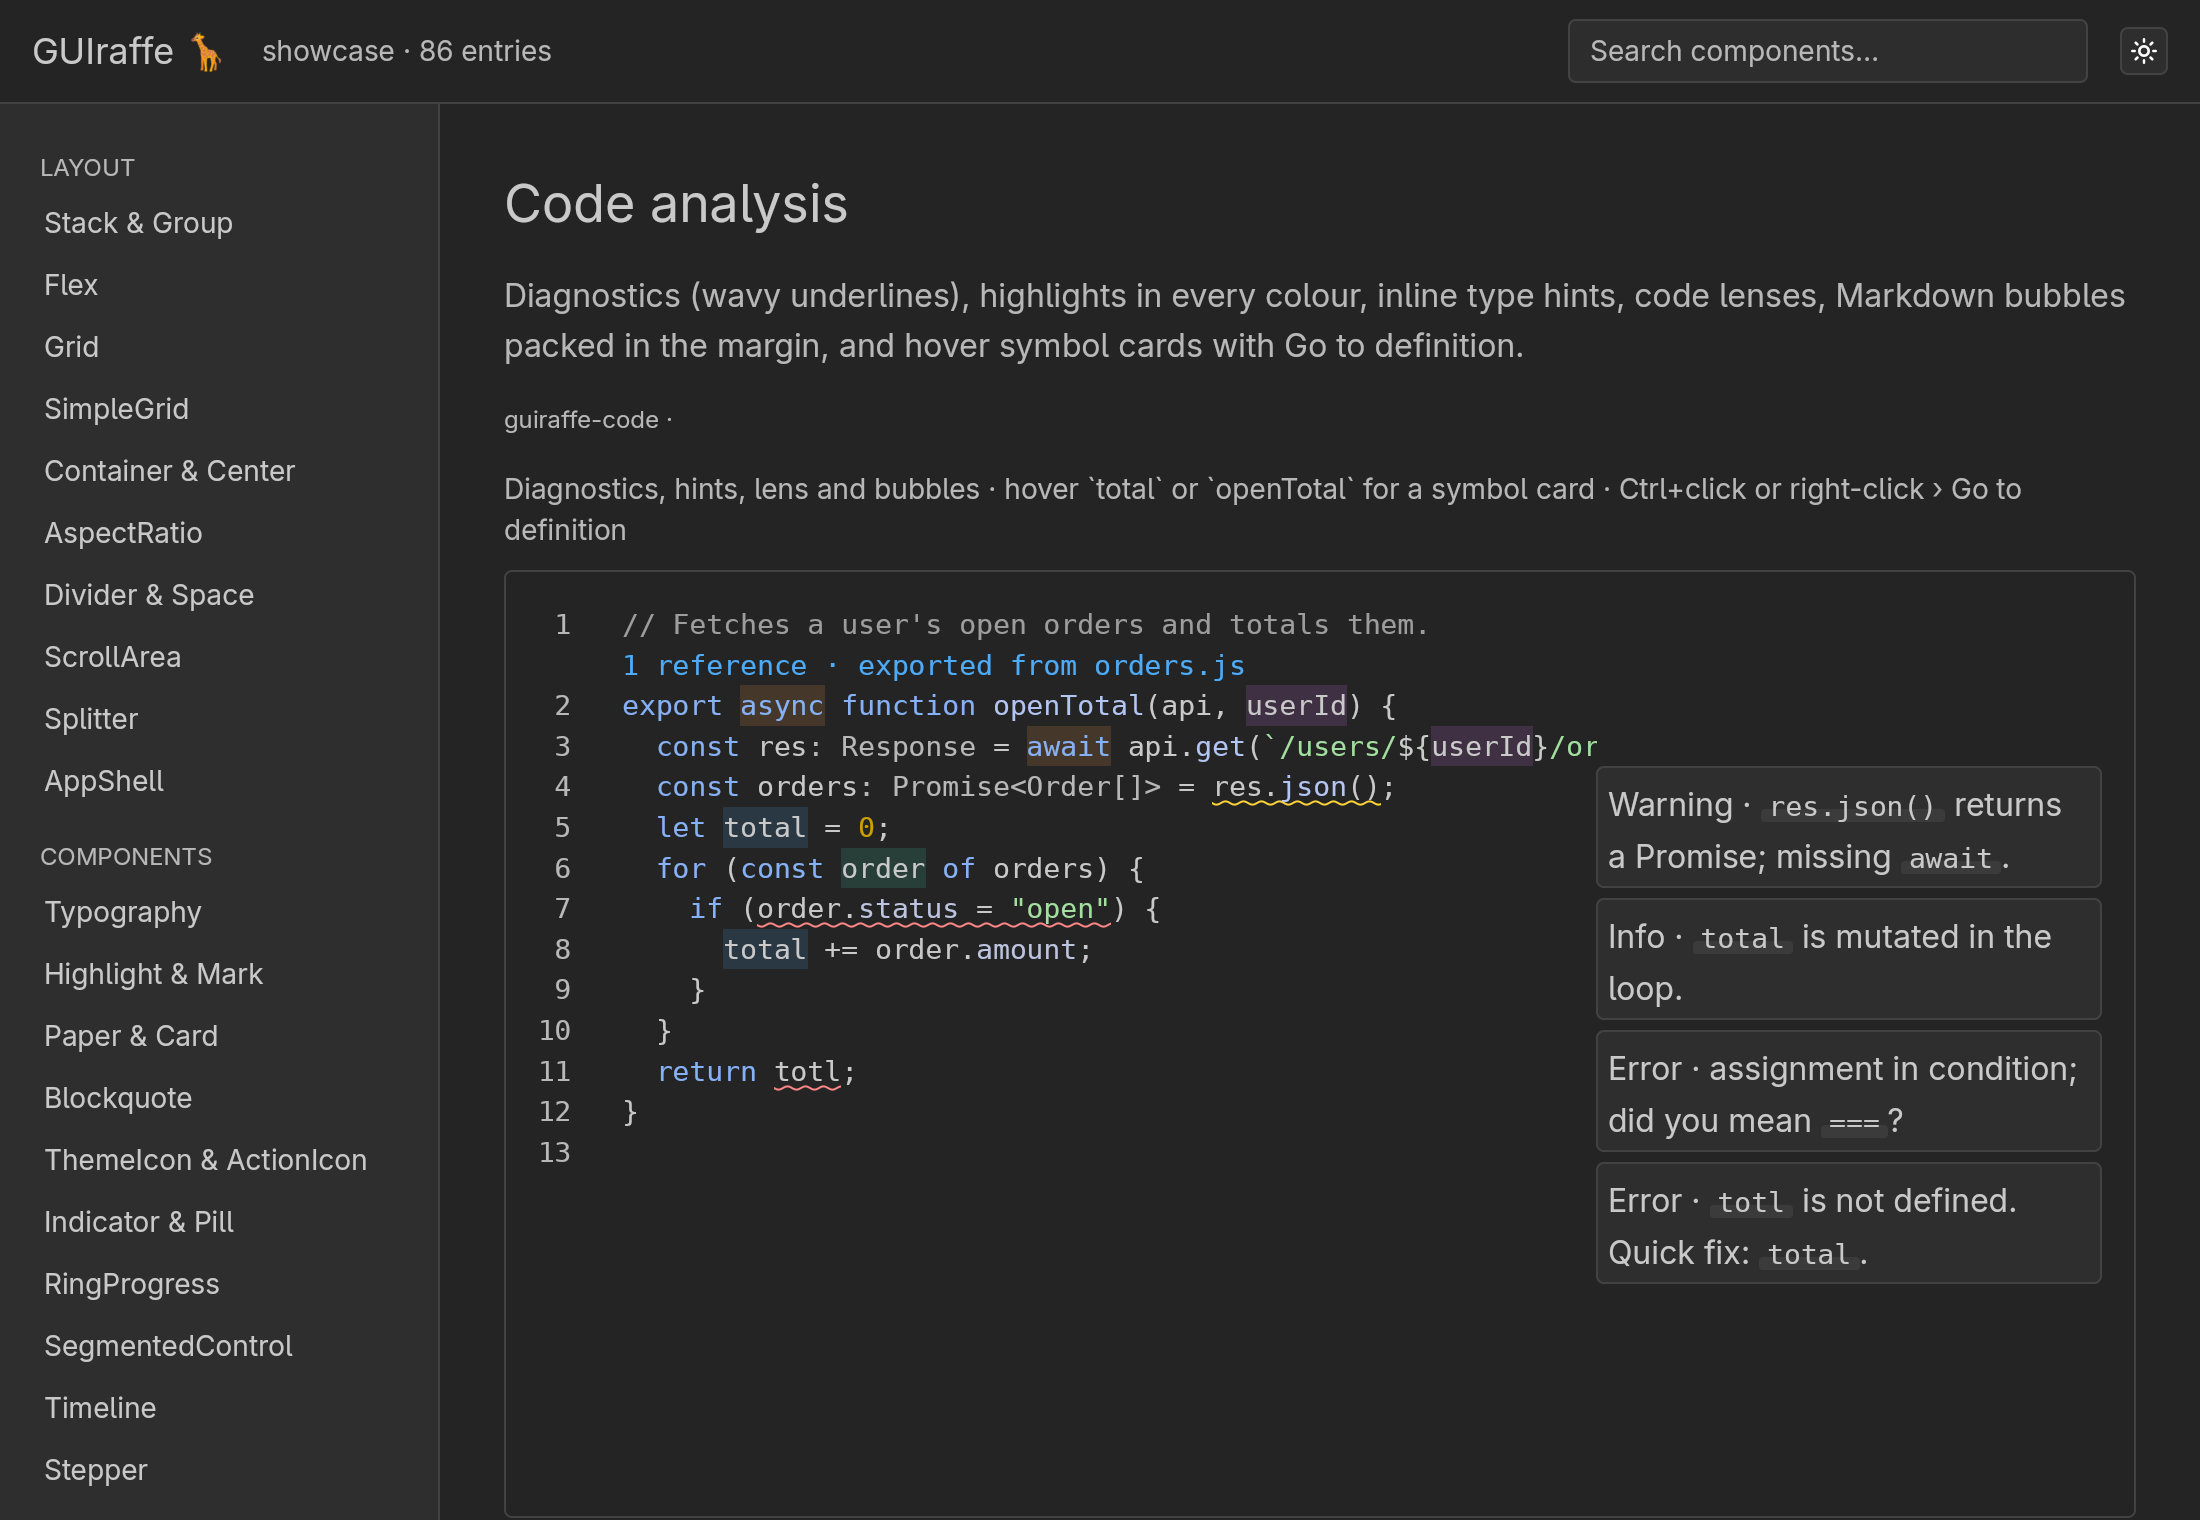 GUIraffe 🦒 showcase · 86 entries
Search components...
LAYOUT
Stack & Group
Flex
Grid
SimpleGrid
Container & Center
AspectRatio
Divider & Space
ScrollArea
Splitter
AppShell
COMPONENTS
Typography
Highlight & Mark
Paper & Card
Blockquote
ThemeIcon & ActionIcon
Indicator & Pill
RingProgress
SegmentedControl
Timeline
Stepper
Code analysis
Diagnostics (wavy underlines), highlights in every colour, inline type hints, code lenses, Markdown bubbles
packed in the margin, and hover symbol cards with Go to definition.
guiraffe-code ·
Diagnostics, hints, lens and bubbles · hover `total` or `openTotal` for a symbol card · Ctrl+click or right-click › Go to
definition
1 // Fetches a user's open orders and totals them.
1 reference · exported from orders.js
2 export async function openTotal(api, userId) {
3   const res: Response = await api.get(`/users/${userId}/or
4   const orders: Promise<Order[]> = res.json();
5   let total = 0;
6   for (const order of orders) {
7     if (order.status = "open") {
8       total += order.amount;
9     }
10   }
11   return totl;
12 }
13
Warning · res.json() returns
a Promise; missing await.
Info · total is mutated in the
loop.
Error · assignment in condition;
did you mean ===?
Error · totl is not defined.
Quick fix: total.